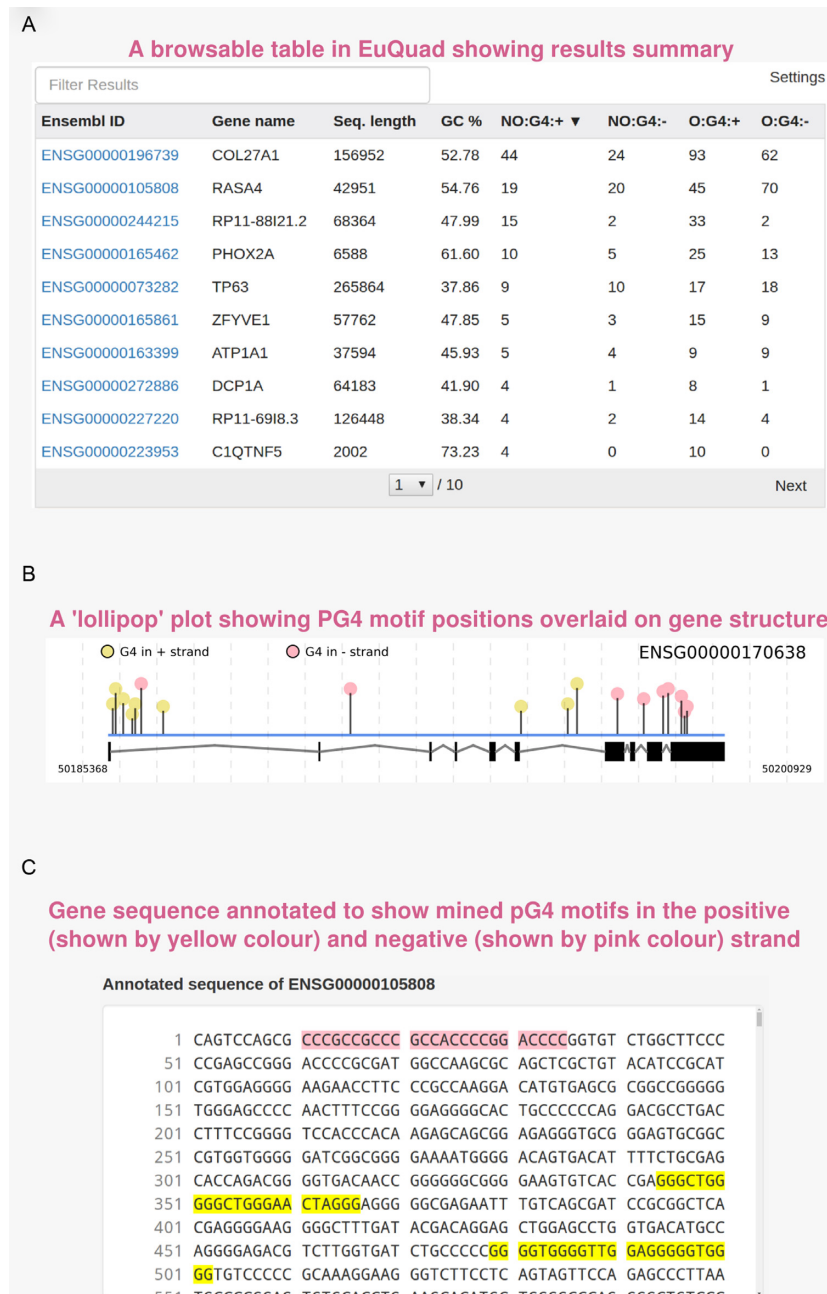 A
A browsable table in EuQuad showing results summary
Filter Results
Settings
Ensembl ID Gene name Seq. length GC % NO:G4:+ ▼ NO:G4:- O:G4:+ O:G4:-
ENSG00000196739 COL27A1 156952 52.78 44 24 93 62
ENSG00000105808 RASA4 42951 54.76 19 20 45 70
ENSG00000244215 RP11-88I21.2 68364 47.99 15 2 33 2
ENSG00000165462 PHOX2A 6588 61.60 10 5 25 13
ENSG00000073282 TP63 265864 37.86 9 10 17 18
ENSG00000165861 ZFYVE1 57762 47.85 5 3 15 9
ENSG00000163399 ATP1A1 37594 45.93 5 4 9 9
ENSG00000272886 DCP1A 64183 41.90 4 1 8 1
ENSG00000227220 RP11-69I8.3 126448 38.34 4 2 14 4
ENSG00000223953 C1QTNF5 2002 73.23 4 0 10 0
1 ▼ / 10 Next
B
A 'lollipop' plot showing PG4 motif positions overlaid on gene structure
G4 in + strand G4 in - strand ENSG00000170638
50185368 50200929
C
Gene sequence annotated to show mined pG4 motifs in the positive
(shown by yellow colour) and negative (shown by pink colour) strand
Annotated sequence of ENSG00000105808
1 CAGTCCAGCG CCCGCCGCCC GCCACCCCGG ACCCCGGTGT CTGGCTTCCC
51 CCGAGCCGGG ACCCCGCGAT GGCCAAGCGC AGCTCGCTGT ACATCCGCAT
101 CGTGGAGGGG AAGAACCTTC CCGCCAAGGA CATGTGAGCG CGGCCGGGGG
151 TGGGAGCCCC AACTTTCCGG GGAGGGGCAC TGCCCCCCAG GACGCCTGAC
201 CTTTCCGGGG TCCACCCACA AGAGCAGCGG AGAGGGTGCG GGAGTGCGGC
251 CGTGGTGGGG GATCGGCGGG GAAAATGGGG ACAGTGACAT TTTCTGCGAG
301 CACCAGACGG GGTGACAACC GGGGGGCGGG GAAGTGTCAC CCGAGGGCTGG
351 GGGCTGGGAA CTAGGGAGGG GGCGAGAATT TGTCAGCGAT CCGCGGCTCA
401 CGAGGGGAAG GGGCTTTGAT ACGACAGGAG CTGGAGCCTG GTGACATGCC
451 AGGGGAGACG TCTTGGTGAT CTGCCCCCGG GGTGGGGTTG GAGGGGGTGG
501 GGTGTCCCCC GCAAAGGAAG GGTCTTCCTC AGTAGTTCCA GAGCCCTTAA